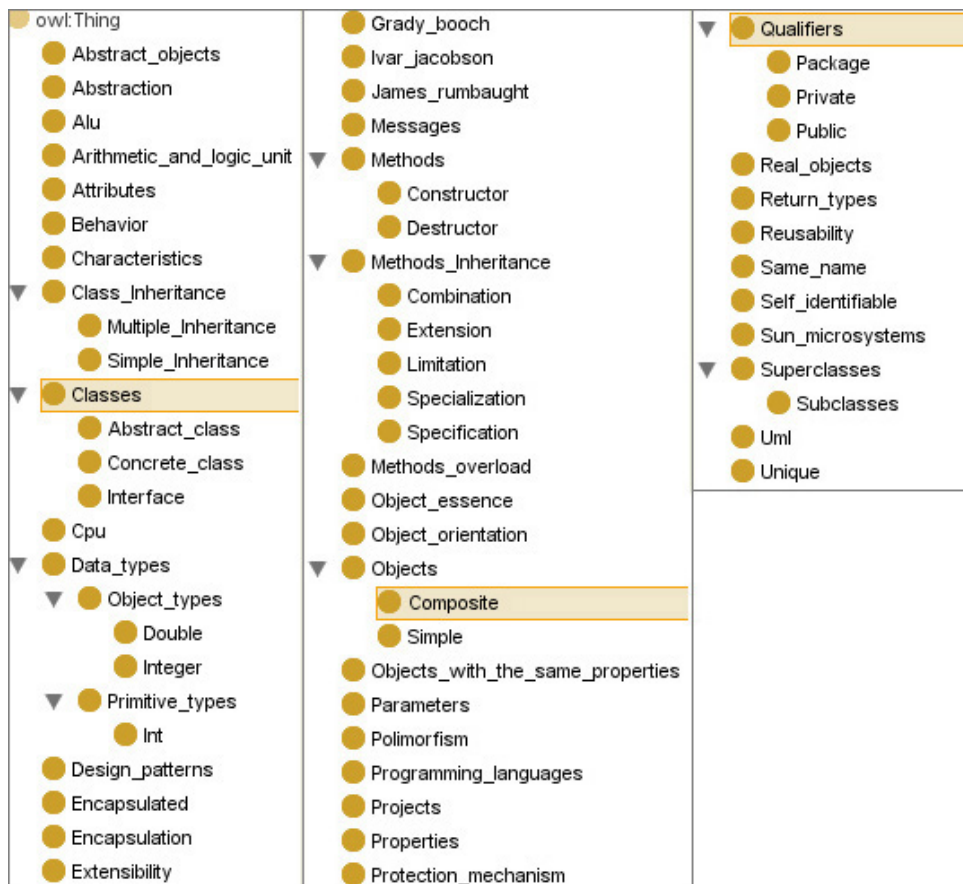 owl:Thing
Abstract_objects
Abstraction
Alu
Arithmetic_and_logic_unit
Attributes
Behavior
Characteristics
Class_Inheritance
Multiple_Inheritance
Simple_Inheritance
Classes
Abstract_class
Concrete_class
Interface
Cpu
Data_types
Object_types
Double
Integer
Primitive_types
Int
Design_patterns
Encapsulated
Encapsulation
Extensibility
Grady_booch
Ivar_jacobson
James_rumbaught
Messages
Methods
Constructor
Destructor
Methods_Inheritance
Combination
Extension
Limitation
Specialization
Specification
Methods_overload
Object_essence
Object_orientation
Objects
Composite
Simple
Objects_with_the_same_properties
Parameters
Polimorfism
Programming_languages
Projects
Properties
Protection_mechanism
Qualifiers
Package
Private
Public
Real_objects
Return_types
Reusability
Same_name
Self_identifiable
Sun_microsystems
Superclasses
Subclasses
Uml
Unique